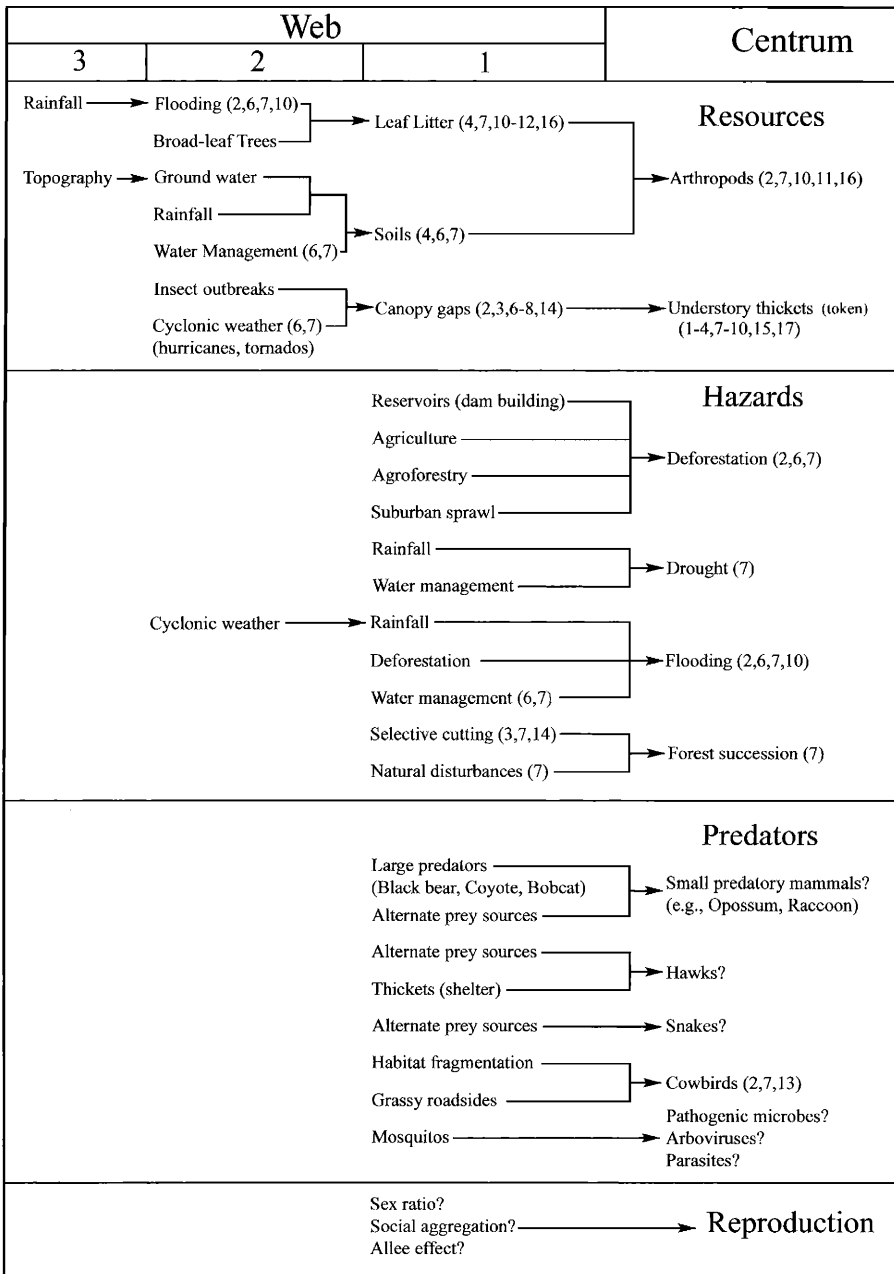 Web
Centrum
3 2 1
Resources
Rainfall Flooding (2,6,7,10)
Leaf Litter (4,7,10-12,16)
Broad-leaf Trees
Arthropods (2,7,10,11,16)
Topography Ground water
Rainfall
Soils (4,6,7)
Water Management (6,7)
Insect outbreaks
Canopy gaps (2,3,6-8,14) Understory thickets (token)
(1-4,7-10,15,17)
Cyclonic weather (6,7)
(hurricanes, tornados)
Hazards
Reservoirs (dam building)
Agriculture
Deforestation (2,6,7)
Agroforestry
Suburban sprawl
Rainfall
Drought (7)
Water management
Cyclonic weather Rainfall
Deforestation Flooding (2,6,7,10)
Water management (6,7)
Selective cutting (3,7,14)
Forest succession (7)
Natural disturbances (7)
Predators
Large predators
(Black bear, Coyote, Bobcat)
Small predatory mammals?
(e.g., Opossum, Raccoon)
Alternate prey sources
Alternate prey sources
Hawks?
Thickets (shelter)
Alternate prey sources Snakes?
Habitat fragmentation
Cowbirds (2,7,13)
Grassy roadsides
Pathogenic microbes?
Mosquitos Arboviruses?
Parasites?
Sex ratio?
Social aggregation? Reproduction
Allee effect?